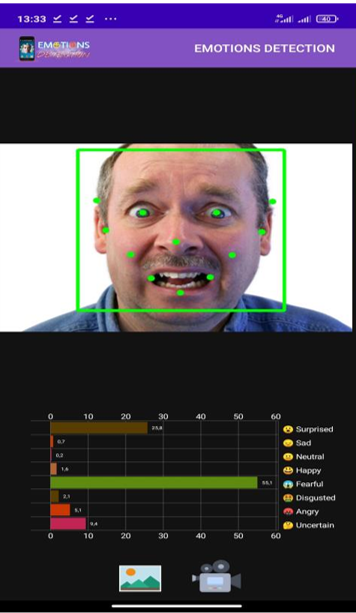 13:33
4G 40
EMOTIONS
EMOTIONS DETECTION
0 10 20 30 40 50 60
25,8 Surprised
0,7 Sad
0,2 Neutral
1,6 Happy
55,1 Fearful
2,1 Disgusted
5,1 Angry
9,4 Uncertain
0 10 20 30 40 50 60